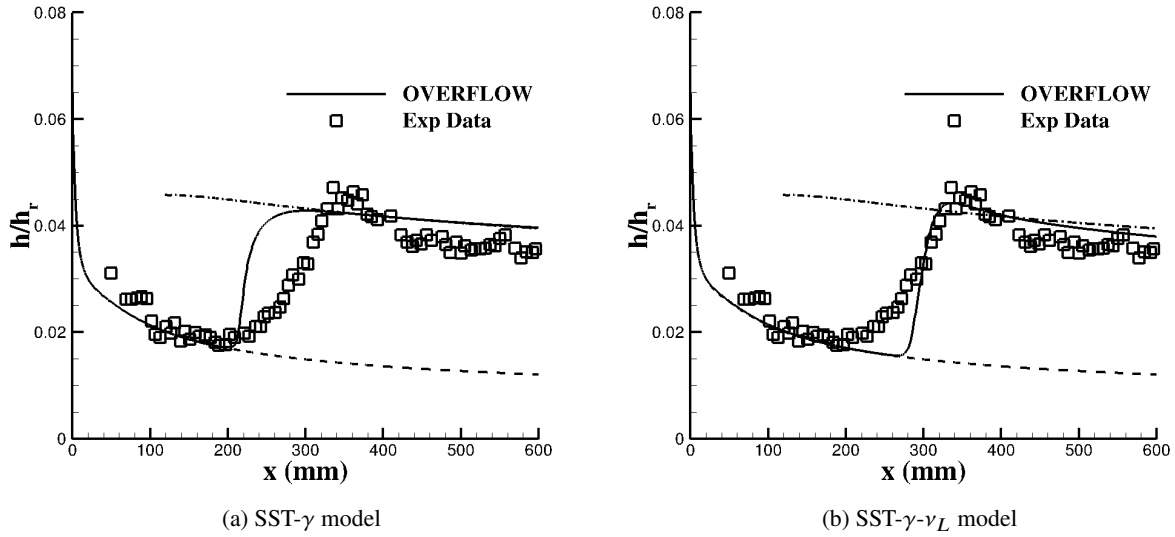 0.08
0.06
0.04
0.02
0
h/h_r
OVERFLOW
Exp Data
0 100 200 300 400 500 600
x (mm)
(a) SST-γ model
0.08
0.06
0.04
0.02
0
h/h_r
OVERFLOW
Exp Data
0 100 200 300 400 500 600
x (mm)
(b) SST-γ-ν_L model